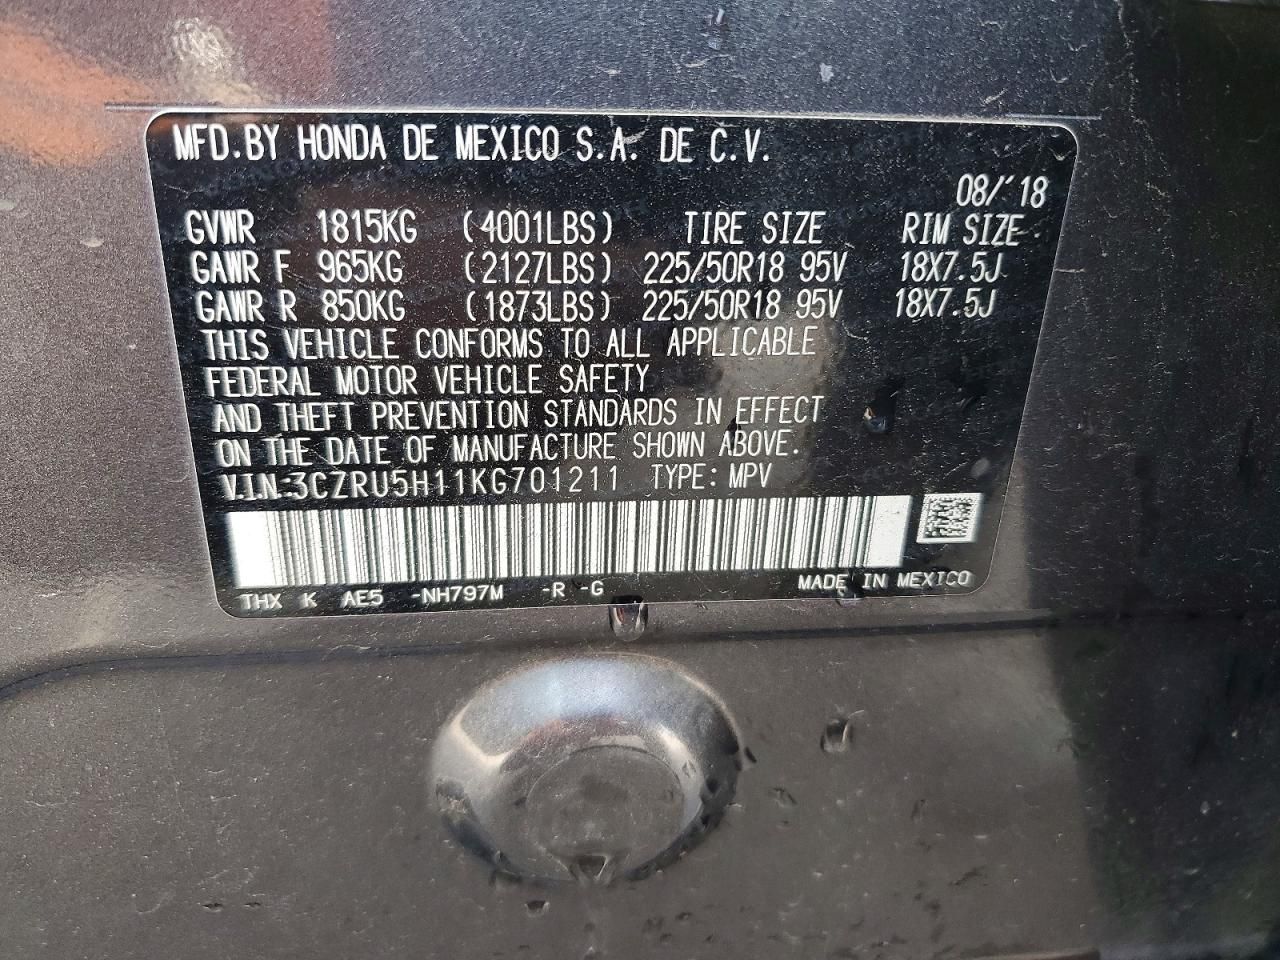 MFD.BY HONDA DE MEXICO S.A. DE C.V.
08/'18
GVWR 1815KG (4001LBS) TIRE SIZE RIM SIZE
GAWR F 965KG (2127LBS) 225/50R18 95V 18X7.5J
GAWR R 850KG (1873LBS) 225/50R18 95V 18X7.5J
THIS VEHICLE CONFORMS TO ALL APPLICABLE
FEDERAL MOTOR VEHICLE SAFETY
AND THEFT PREVENTION STANDARDS IN EFFECT
ON THE DATE OF MANUFACTURE SHOWN ABOVE.
V.I.N:3CZRU5H11KG701211 TYPE: MPV
THX K AE5 -NH797M -R -G MADE IN MEXICO